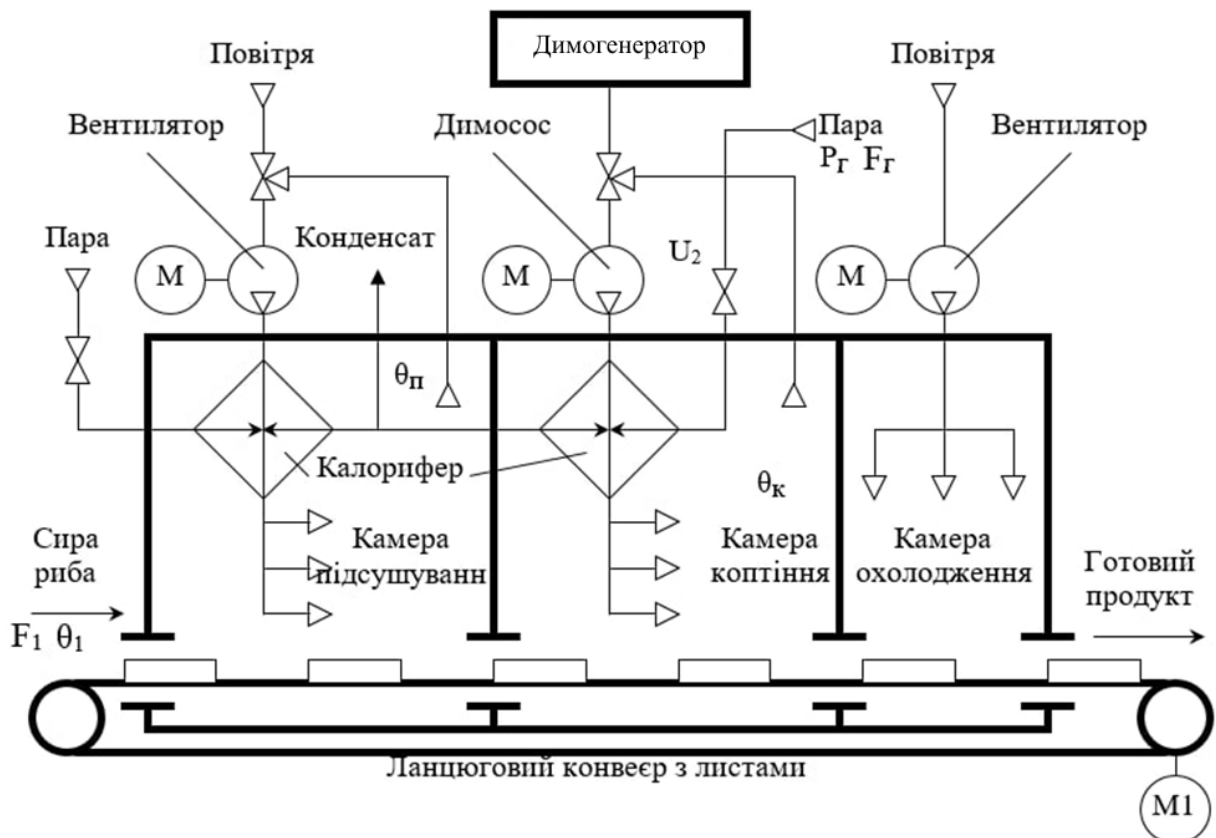 Димогенератор
Повітря
Повітря
Вентилятор
Димосос
Пара
Pг Fг
Вентилятор
Пара
Конденсат
U2
M
M
M
θп
Калорифер
θк
Сира
риба
F1 θ1
Камера
підсушуванн
Камера
коптіння
Камера
охолодження
Готовий
продукт
Ланцюговий конвеєр з листами
M1